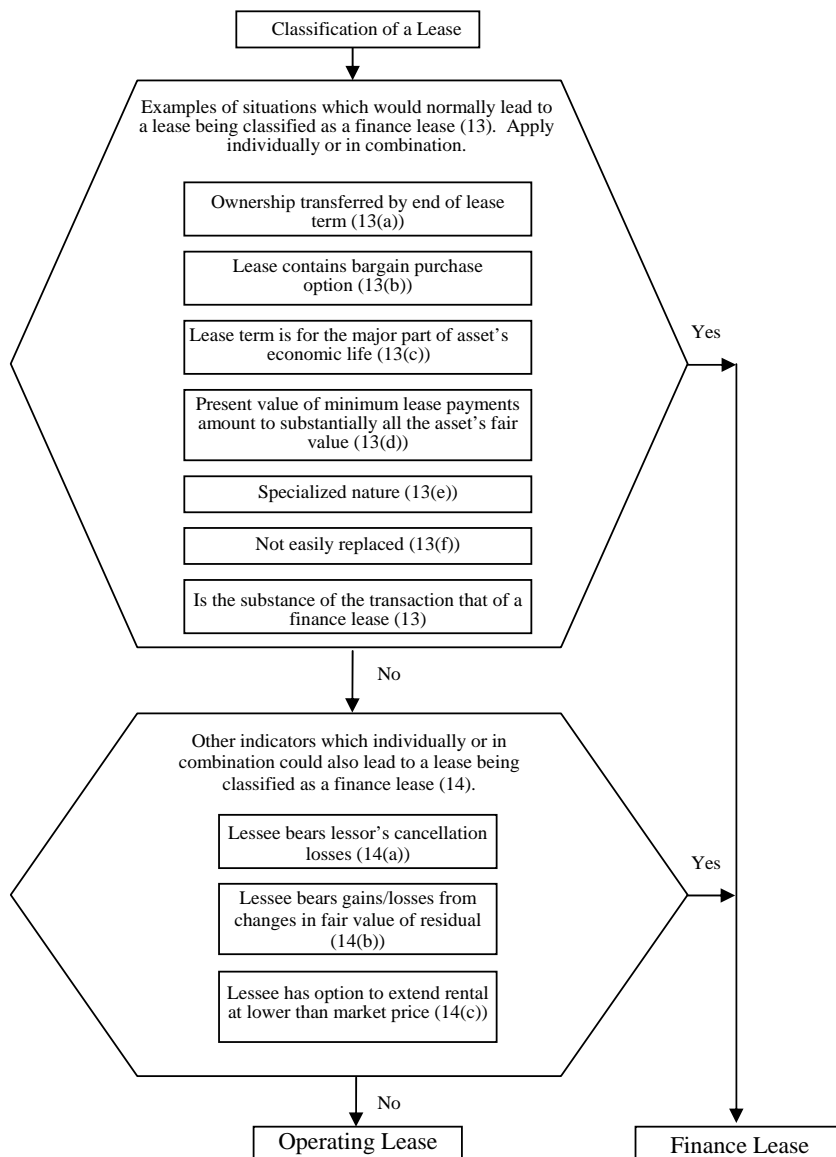 Classification of a Lease
Examples of situations which would normally lead to
a lease being classified as a finance lease (13). Apply
individually or in combination.
Ownership transferred by end of lease
term (13(a))
Lease contains bargain purchase
option (13(b))
Lease term is for the major part of asset's
economic life (13(c))
Yes
Present value of minimum lease payments
amount to substantially all the asset's fair
value (13(d))
Specialized nature (13(e))
Not easily replaced (13(f))
Is the substance of the transaction that of a
finance lease (13)
No
Other indicators which individually or in
combination could also lead to a lease being
classified as a finance lease (14).
Lessee bears lessor's cancellation
losses (14(a))
Yes
Lessee bears gains/losses from
changes in fair value of residual
(14(b))
Lessee has option to extend rental
at lower than market price (14(c))
No
Operating Lease
Finance Lease